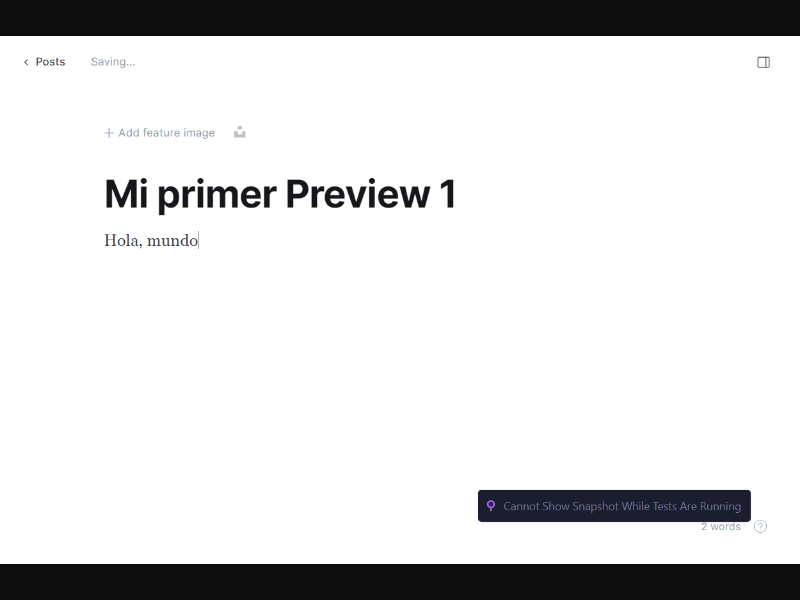 Posts Saving...
Add feature image
Mi primer Preview 1
Hola, mundo
Cannot Show Snapshot While Tests Are Running
2 words ?